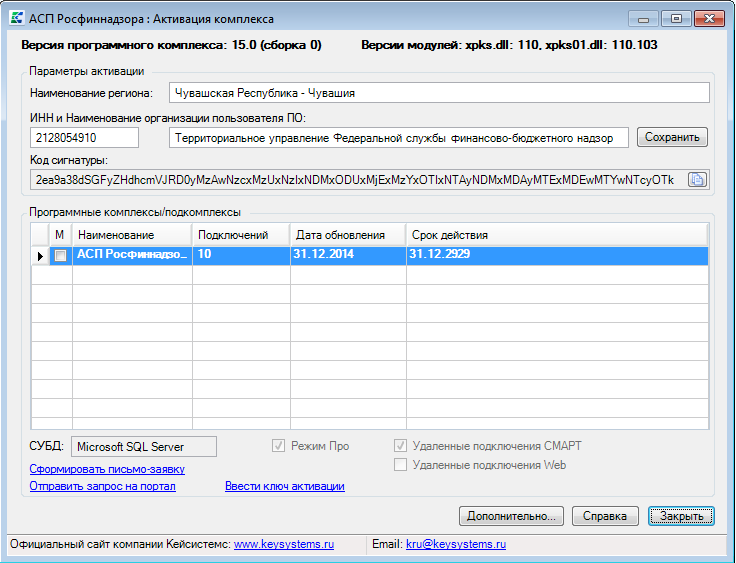 АСП Росфиннадзора : Активация комплекса
Версия программного комплекса: 15.0 (сборка 0) Версии модулей: xpks.dll: 110, xpks01.dll: 110.103
Параметры активации
Наименование региона: Чувашская Республика - Чувашия
ИНН и Наименование организации пользователя ПО:
2128054910 Территориальное управление Федеральной службы финансово-бюджетного надзор Сохранить
Код сигнатуры:
2ea9a38dSGFyZHdhcmVJRD0yMzAwNzcxMzUxNzIxNDMxODUxMjExMzYxOTIxNTAyNDMxMDAyMTExMDEwMTYwNTcyOTk
Программные комплексы/подкомплексы
М Наименование Подключений Дата обновления Срок действия
АСП Росфиннадзо... 10 31.12.2014 31.12.2929
СУБД: Microsoft SQL Server Режим Про Удаленные подключения СМАРТ
Удаленные подключения Web
Сформировать письмо-заявку
Отправить запрос на портал Ввести ключ активации
Дополнительно... Справка Закрыть
Официальный сайт компании Кейсистемс: www.keysystems.ru Email: kru@keysystems.ru